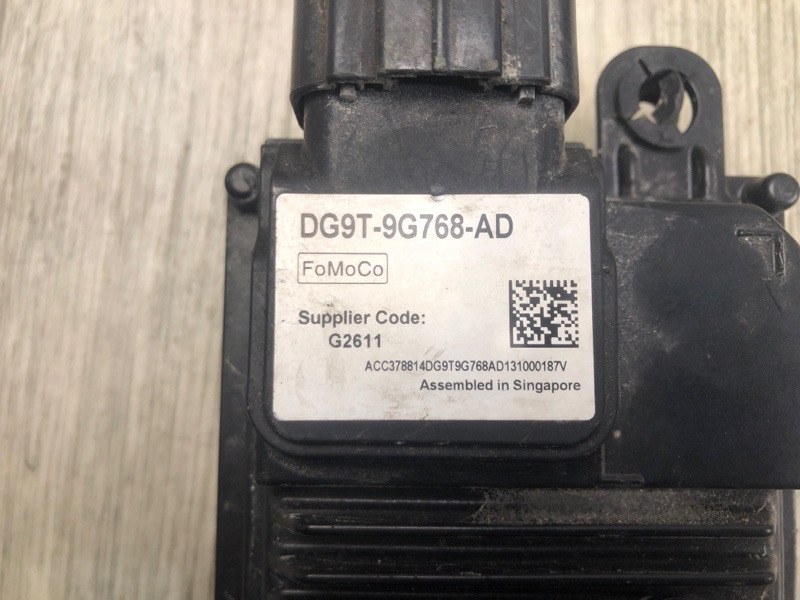 DG9T-9G768-AD
FoMoCo
Supplier Code:
G2611
ACC378814DG9T9G768AD131000187V
Assembled in Singapore